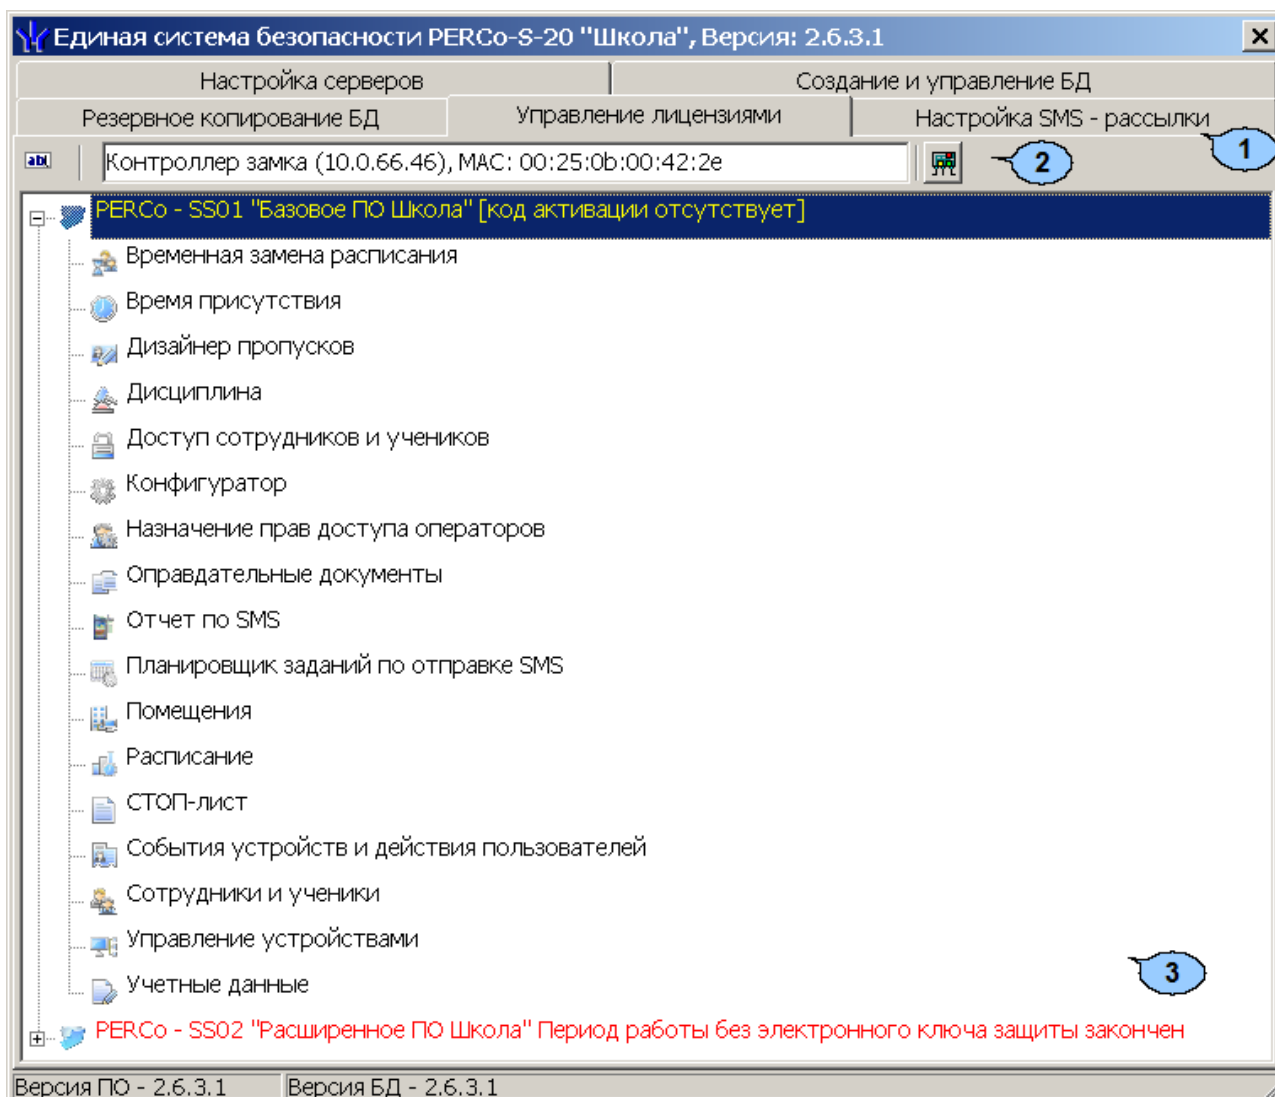 Единая система безопасности PERCo-S-20 "Школа", Версия: 2.6.3.1
Настройка серверов
Создание и управление БД
Резервное копирование БД
Управление лицензиями
Настройка SMS - рассылки
1
ab
Контроллер замка (10.0.66.46), MAC: 00:25:0b:00:42:2e
2
PERCo - SS01 "Базовое ПО Школа" [код активации отсутствует]
Временная замена расписания
Время присутствия
Дизайнер пропусков
Дисциплина
Доступ сотрудников и учеников
Конфигуратор
Назначение прав доступа операторов
Оправдательные документы
Отчет по SMS
Планировщик заданий по отправке SMS
Помещения
Расписание
СТОП-лист
События устройств и действия пользователей
Сотрудники и ученики
Управление устройствами
3
Учетные данные
PERCo - SS02 "Расширенное ПО Школа" Период работы без электронного ключа защиты закончен
Версия ПО - 2.6.3.1
Версия БД - 2.6.3.1